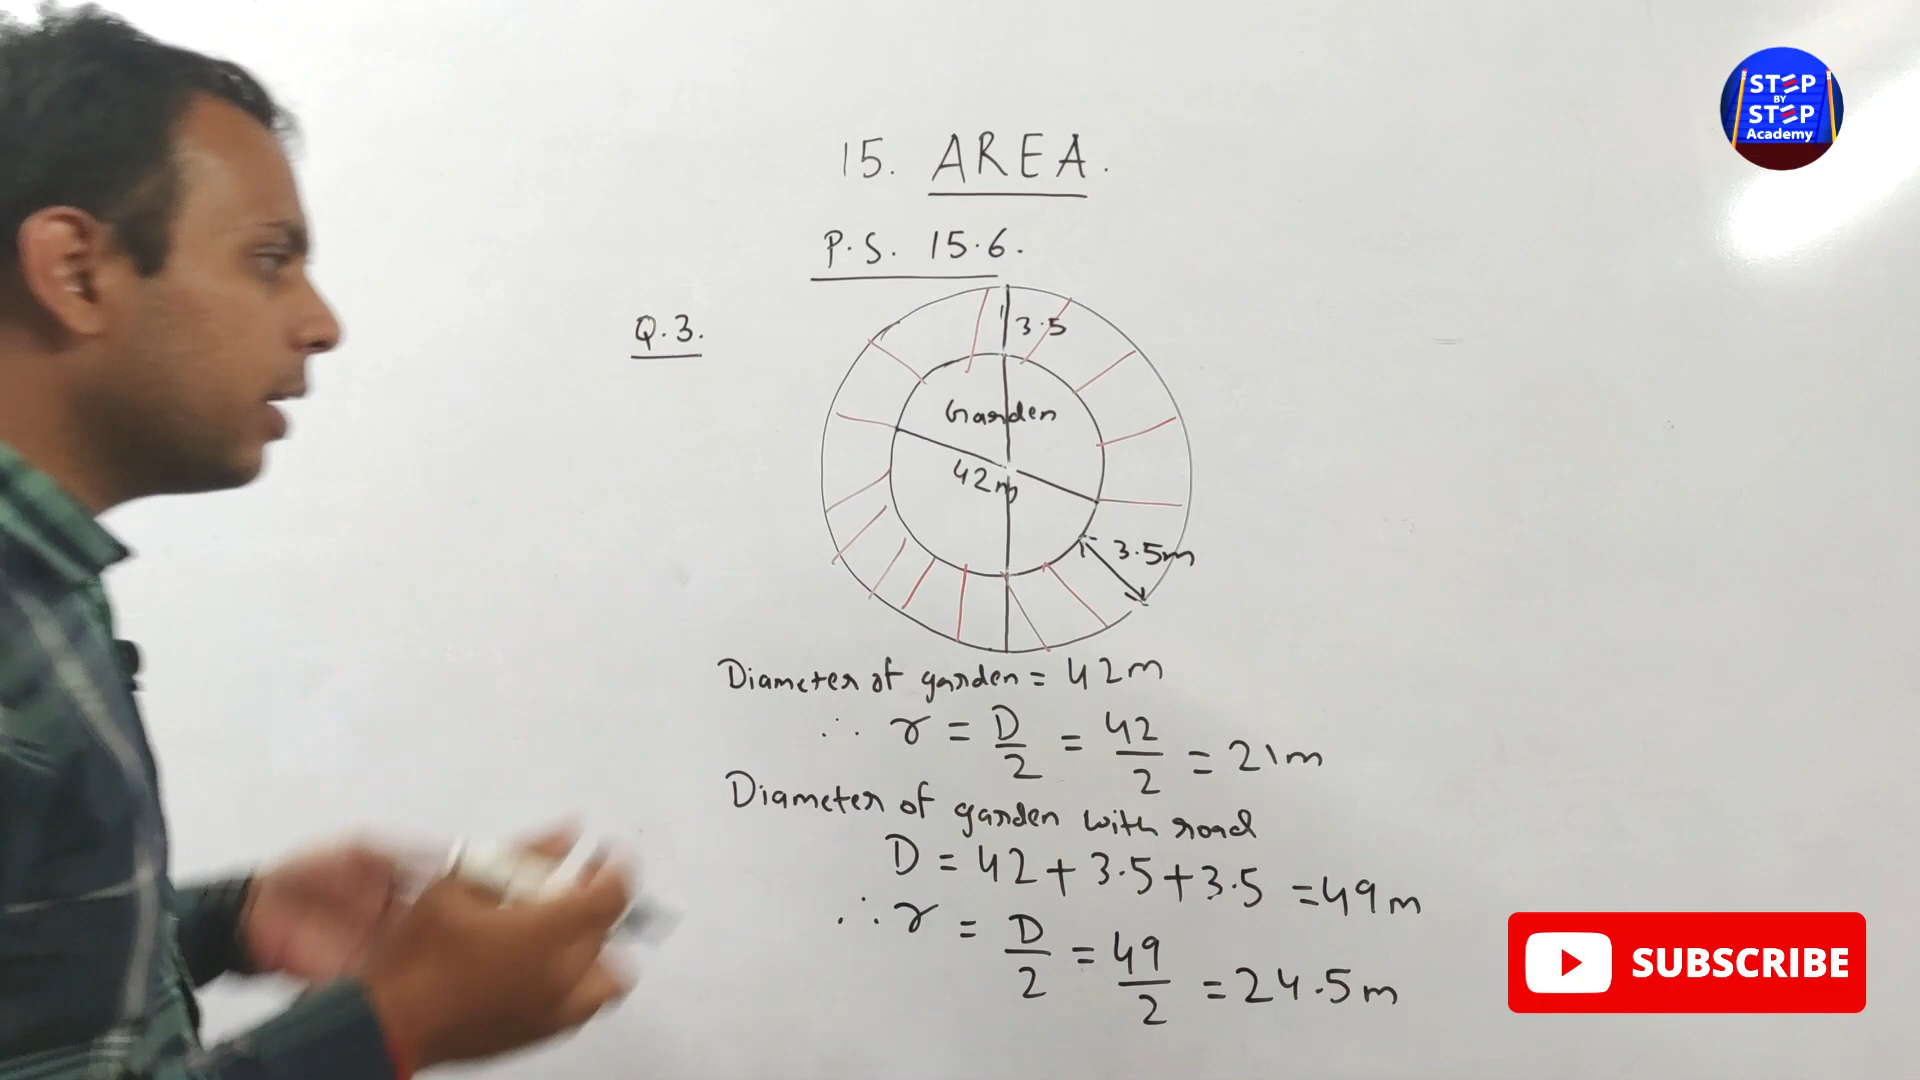 STEP
BY
STEP
Academy
15. AREA.
P.S. 15.6.
Q.3.
3.5
Garden
42m
3.5m
Diameter of garden = 42m
∴ r = D/2 = 42/2 = 21m
Diameter of garden with road
D = 42 + 3.5 + 3.5 = 49m
∴ r = D/2 = 49/2 = 24.5m
SUBSCRIBE